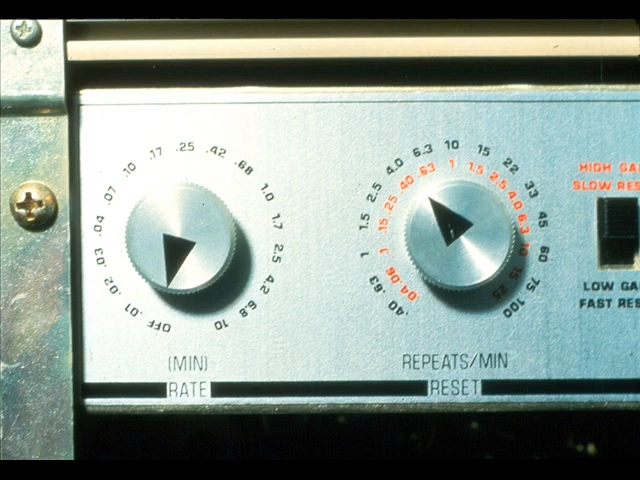 OFF .01 .02 .03 .04 .07 .10 .17 .25 .42 .68 1.0 1.7 2.5 4.2 6.8 10
(MIN)
RATE
.40 .63 1 1.5 2.5 4.0 6.3 10 15 22 33 45 60 75 100
.04 .06 .1 .15 .25 .40 .63 1 1.5 2.5 4.0 6.3 10 15 25
REPEATS/MIN
RESET
HIGH GA
SLOW RES
LOW GA
FAST RES